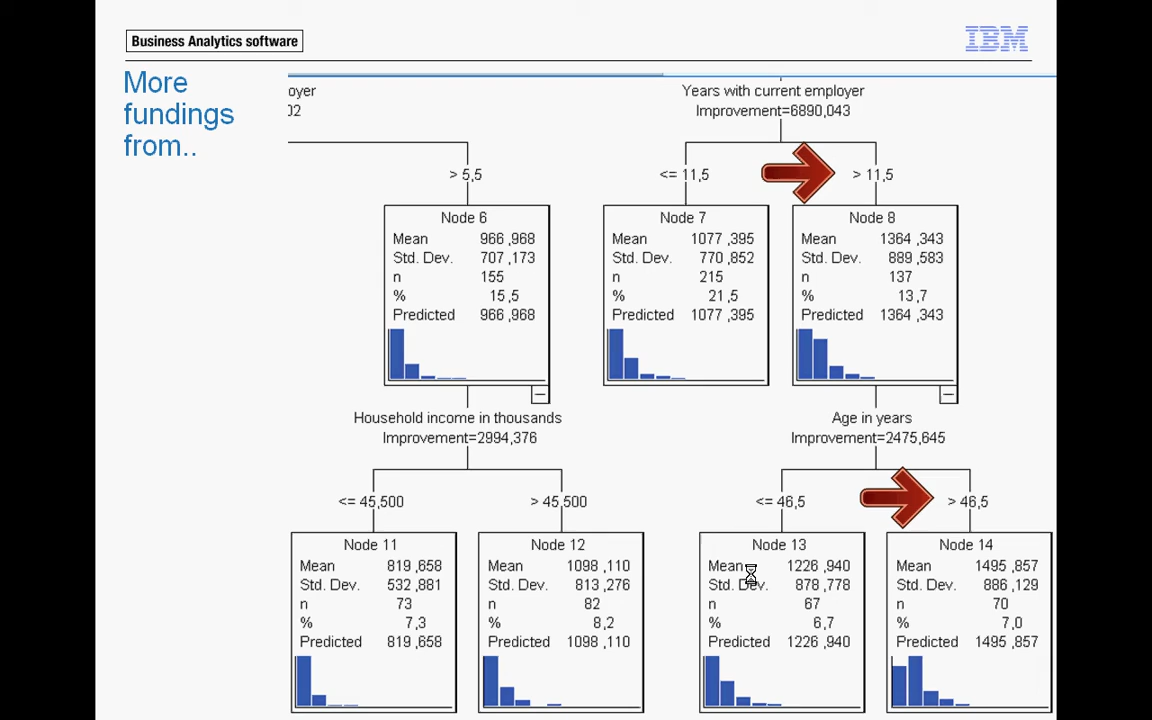 Business Analytics software
IBM
More
fundings
from..
oyer
02
Years with current employer
Improvement=6890,043
> 5,5
<= 11,5
> 11,5
Node 6
Mean 966 ,968
Std. Dev. 707 ,173
n 155
% 15,5
Predicted 966 ,968
Node 7
Mean 1077 ,395
Std. Dev. 770 ,852
n 215
% 21,5
Predicted 1077 ,395
Node 8
Mean 1364 ,343
Std. Dev. 889 ,583
n 137
% 13,7
Predicted 1364 ,343
Household income in thousands
Improvement=2994,376
Age in years
Improvement=2475,645
<= 45,500
> 45,500
<= 46,5
> 46,5
Node 11
Mean 819 ,658
Std. Dev. 532 ,881
n 73
% 7,3
Predicted 819 ,658
Node 12
Mean 1098 ,110
Std. Dev. 813 ,276
n 82
% 8,2
Predicted 1098 ,110
Node 13
Mean 1226 ,940
Std. Dev. 878 ,778
n 67
% 6,7
Predicted 1226 ,940
Node 14
Mean 1495 ,857
Std. Dev. 886 ,129
n 70
% 7,0
Predicted 1495 ,857